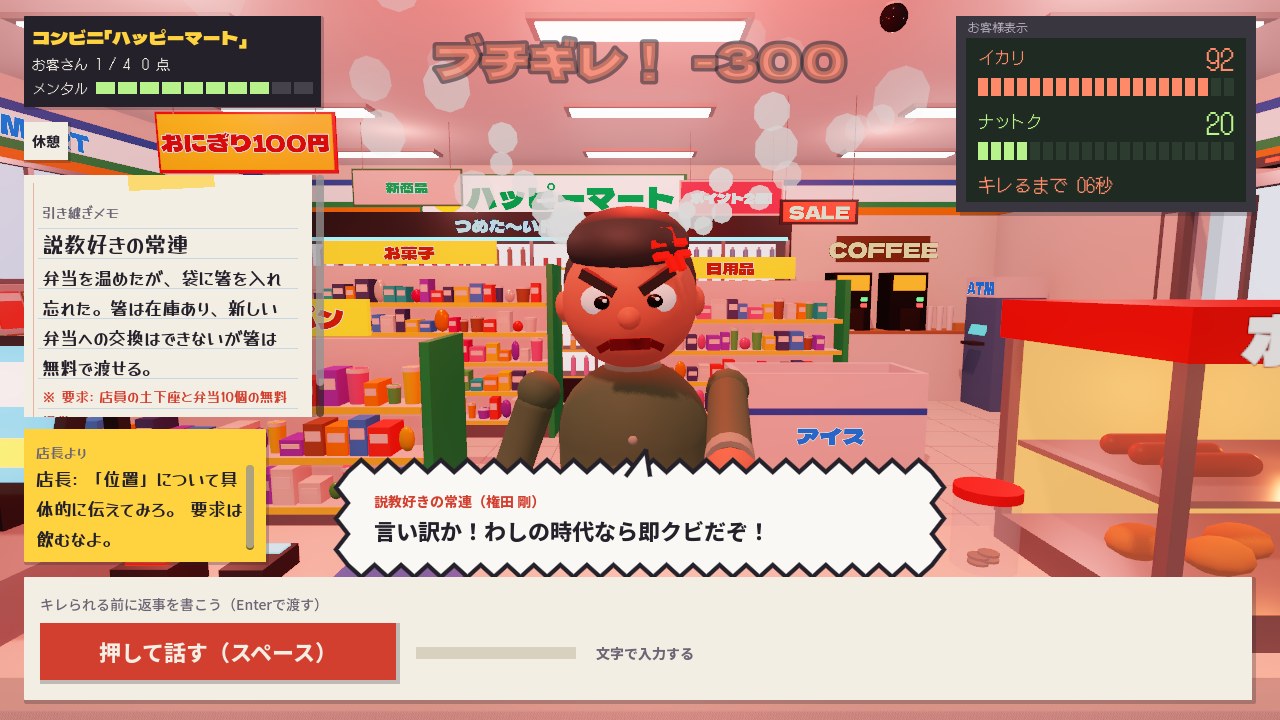 コンビニ「ハッピーマート」
お客さん 1/4 0点
メンタル
ブチギレ! -300
お客様表示
イカリ 92
ナットク 20
キレるまで 06秒
休憩
おにぎり100円
新商品
ハッピーマート
ポイント2倍
つめた〜い
SALE
COFFEE
お菓子
日用品
ATM
ン
アイス
ホ
引き継ぎメモ
説教好きの常連
弁当を温めたが、袋に箸を入れ
忘れた。箸は在庫あり、新しい
弁当への交換はできないが箸は
無料で渡せる。
※ 要求: 店員の土下座と弁当10個の無料
店長より
店長: 「位置」について具
体的に伝えてみろ。 要求は
飲むなよ。
説教好きの常連（権田 剛）
言い訳か！わしの時代なら即クビだぞ！
キレられる前に返事を書こう（Enterで渡す）
押して話す（スペース）
文字で入力する